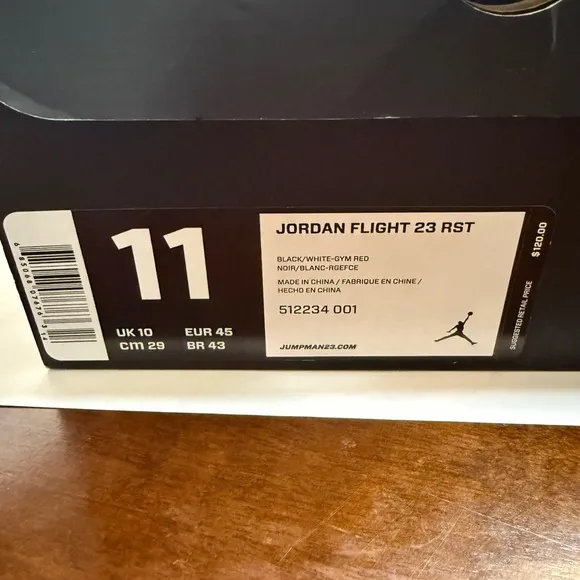 11
UK 10 EUR 45
cm 29 BR 43
JORDAN FLIGHT 23 RST
BLACK/WHITE-GYM RED
NOIR/BLANC-RGEFCE
MADE IN CHINA / FABRIQUE EN CHINE /
HECHO EN CHINA
512234 001
JUMPMAN23.COM
SUGGESTED RETAIL PRICE $120.00